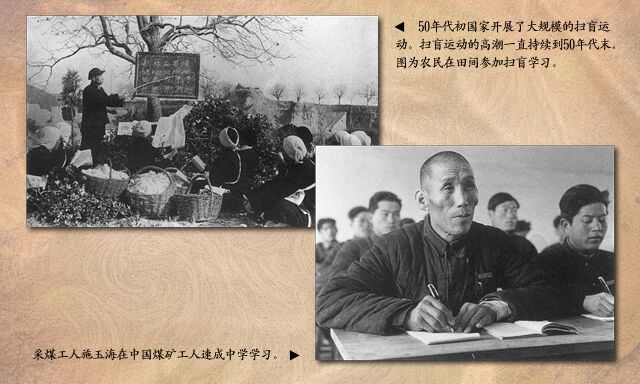 ◀ 50年代初国家开展了大规模的扫盲运
动。扫盲运动的高潮一直持续到50年代末。
图为农民在田间参加扫盲学习。
采煤工人施玉海在中国煤矿工人速成中学学习。 ▶